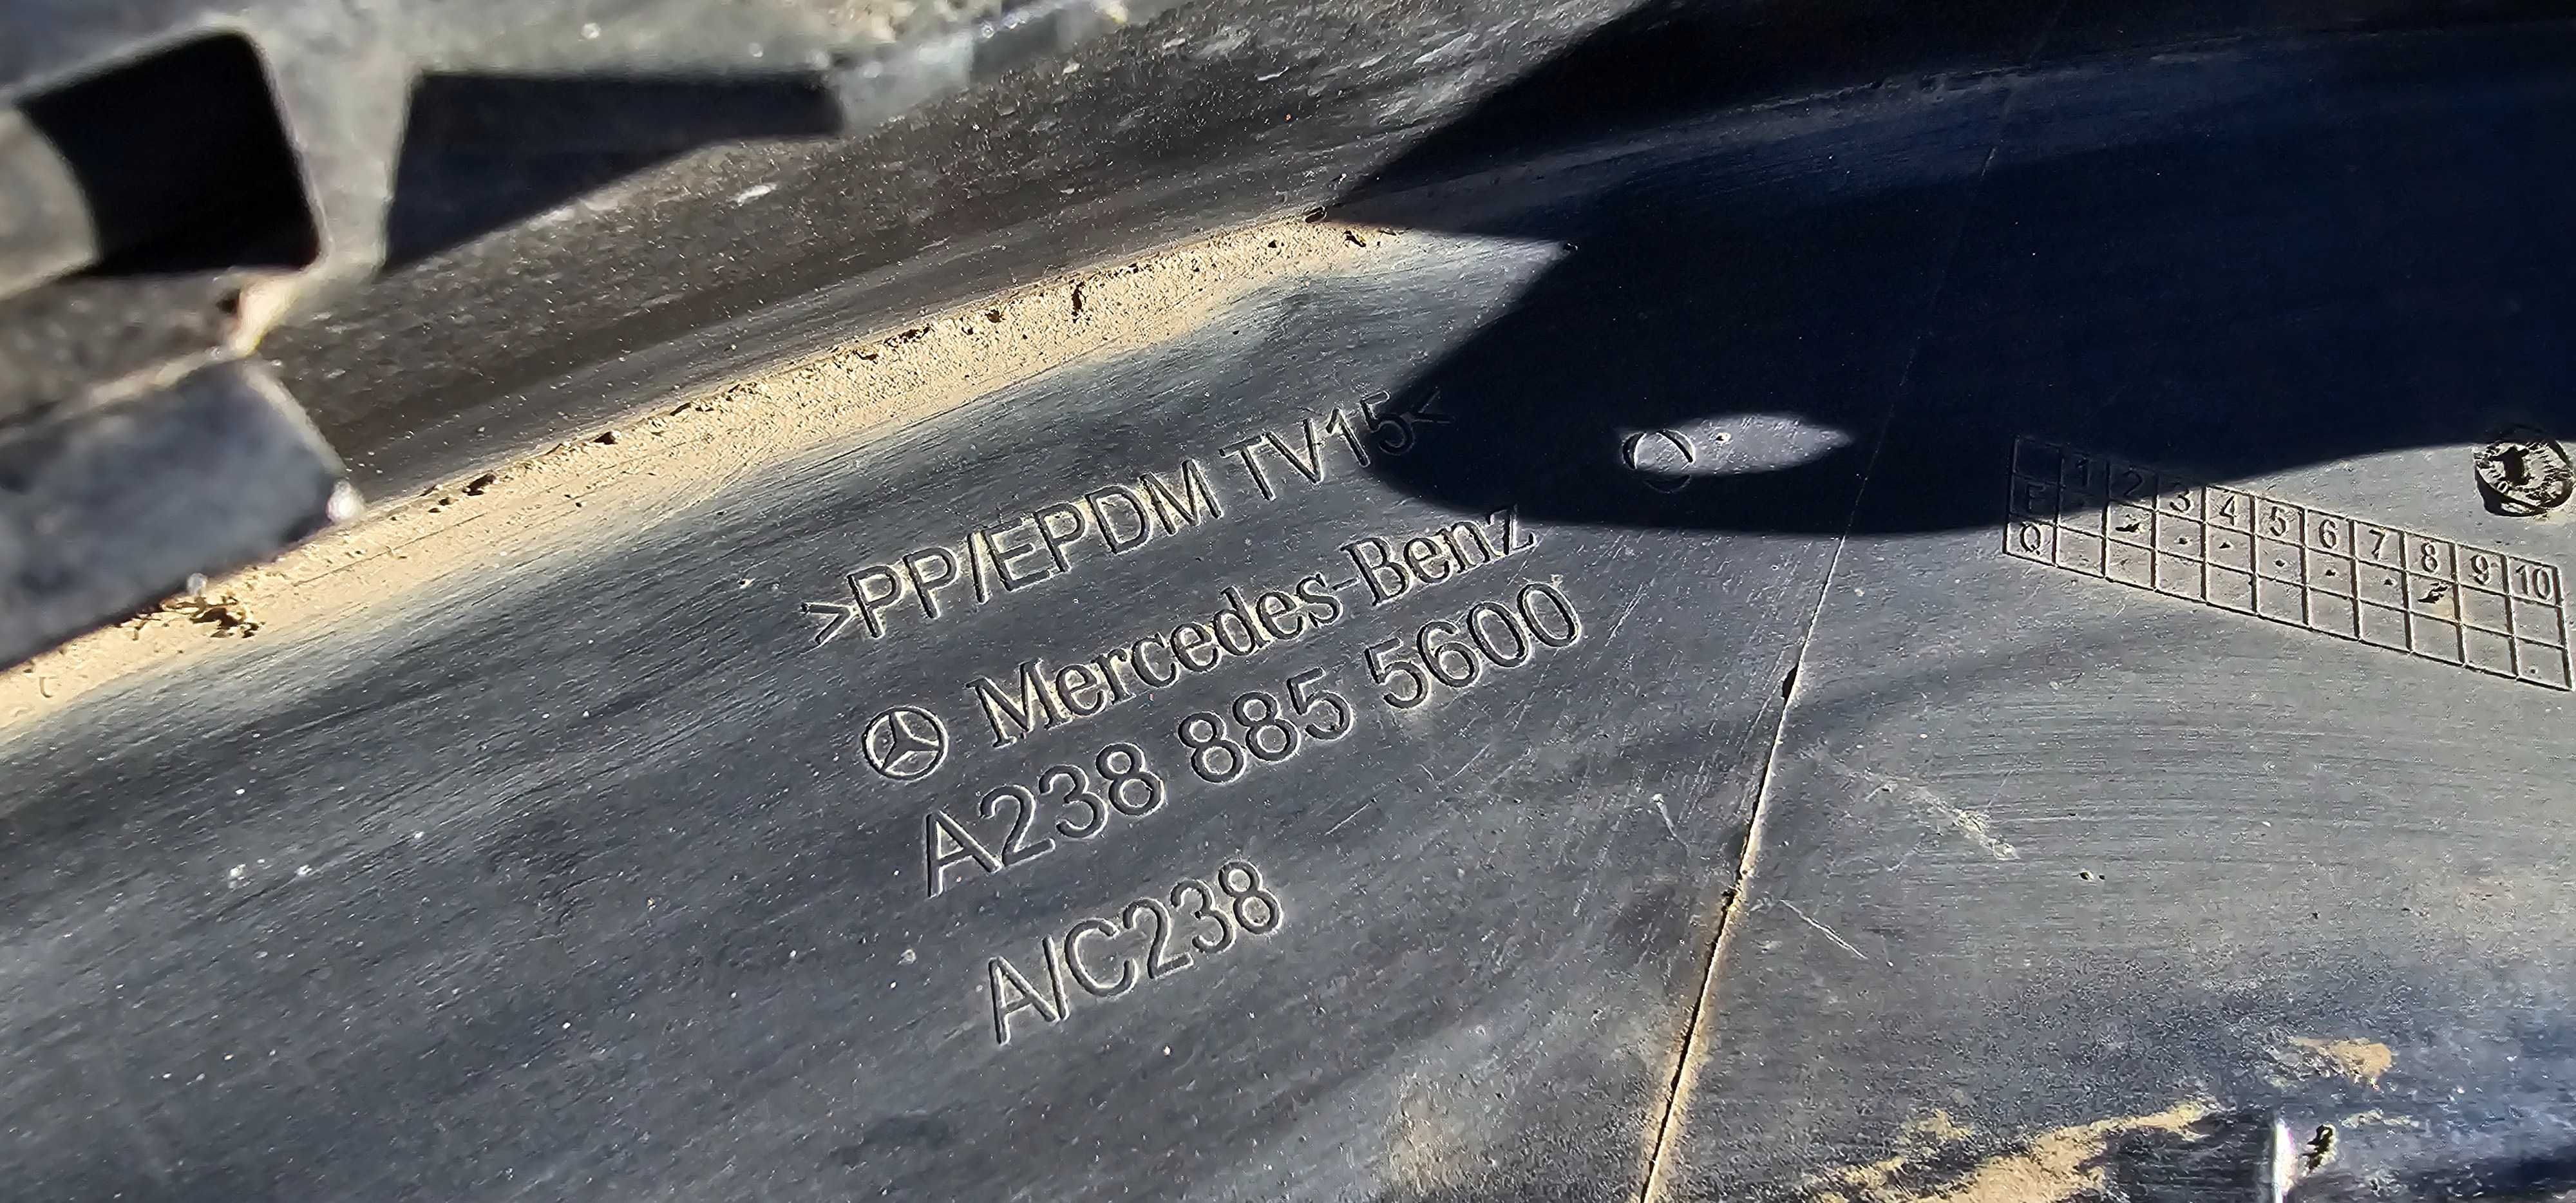 >PP/EPDM TV15<
Mercedes-Benz
A238 885 5600
A/C238
1 2 3 4 5 6 7 8 9 10
F
Q